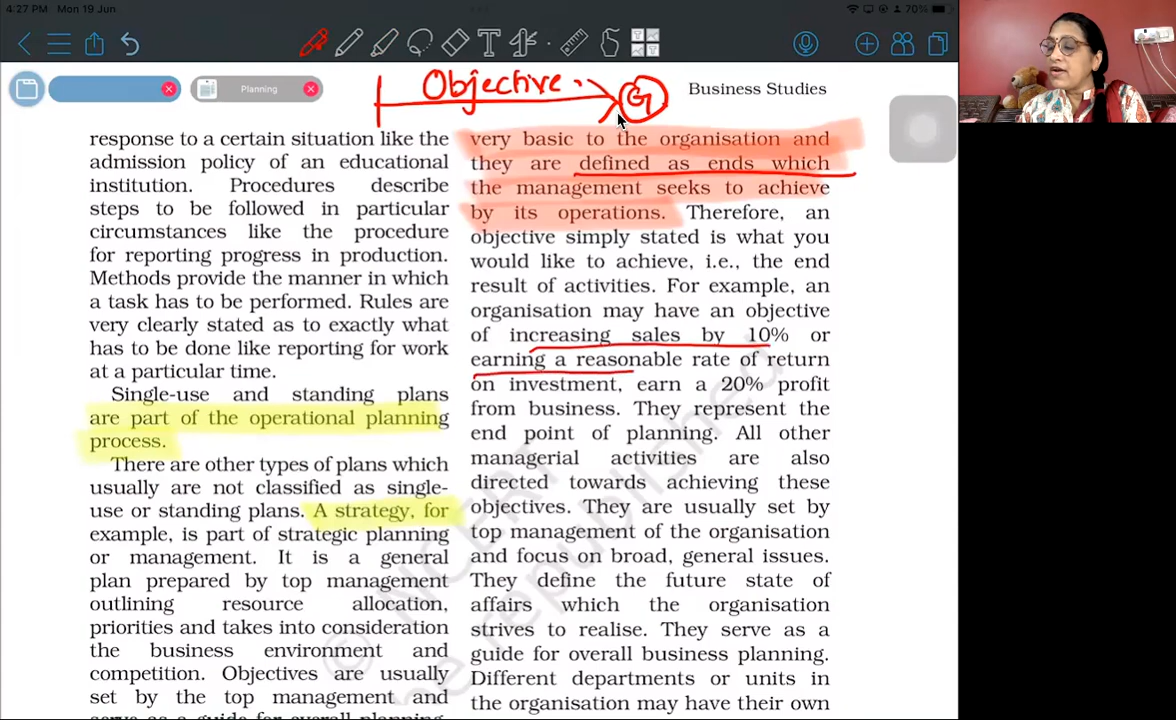 4:27 PM Mon 19 Jun
70%
Planning
Objective
G
Business Studies
response to a certain situation like the
admission policy of an educational
institution. Procedures describe
steps to be followed in particular
circumstances like the procedure
for reporting progress in production.
Methods provide the manner in which
a task has to be performed. Rules are
very clearly stated as to exactly what
has to be done like reporting for work
at a particular time.
Single-use and standing plans
are part of the operational planning
process.
There are other types of plans which
usually are not classified as single-
use or standing plans. A strategy, for
example, is part of strategic planning
or management. It is a general
plan prepared by top management
outlining resource allocation,
priorities and takes into consideration
the business environment and
competition. Objectives are usually
set by the top management and
serve as a guide for overall planning.
very basic to the organisation and
they are defined as ends which
the management seeks to achieve
by its operations. Therefore, an
objective simply stated is what you
would like to achieve, i.e., the end
result of activities. For example, an
organisation may have an objective
of increasing sales by 10% or
earning a reasonable rate of return
on investment, earn a 20% profit
from business. They represent the
end point of planning. All other
managerial activities are also
directed towards achieving these
objectives. They are usually set by
top management of the organisation
and focus on broad, general issues.
They define the future state of
affairs which the organisation
strives to realise. They serve as a
guide for overall business planning.
Different departments or units in
the organisation may have their own
© NCERT
be republished